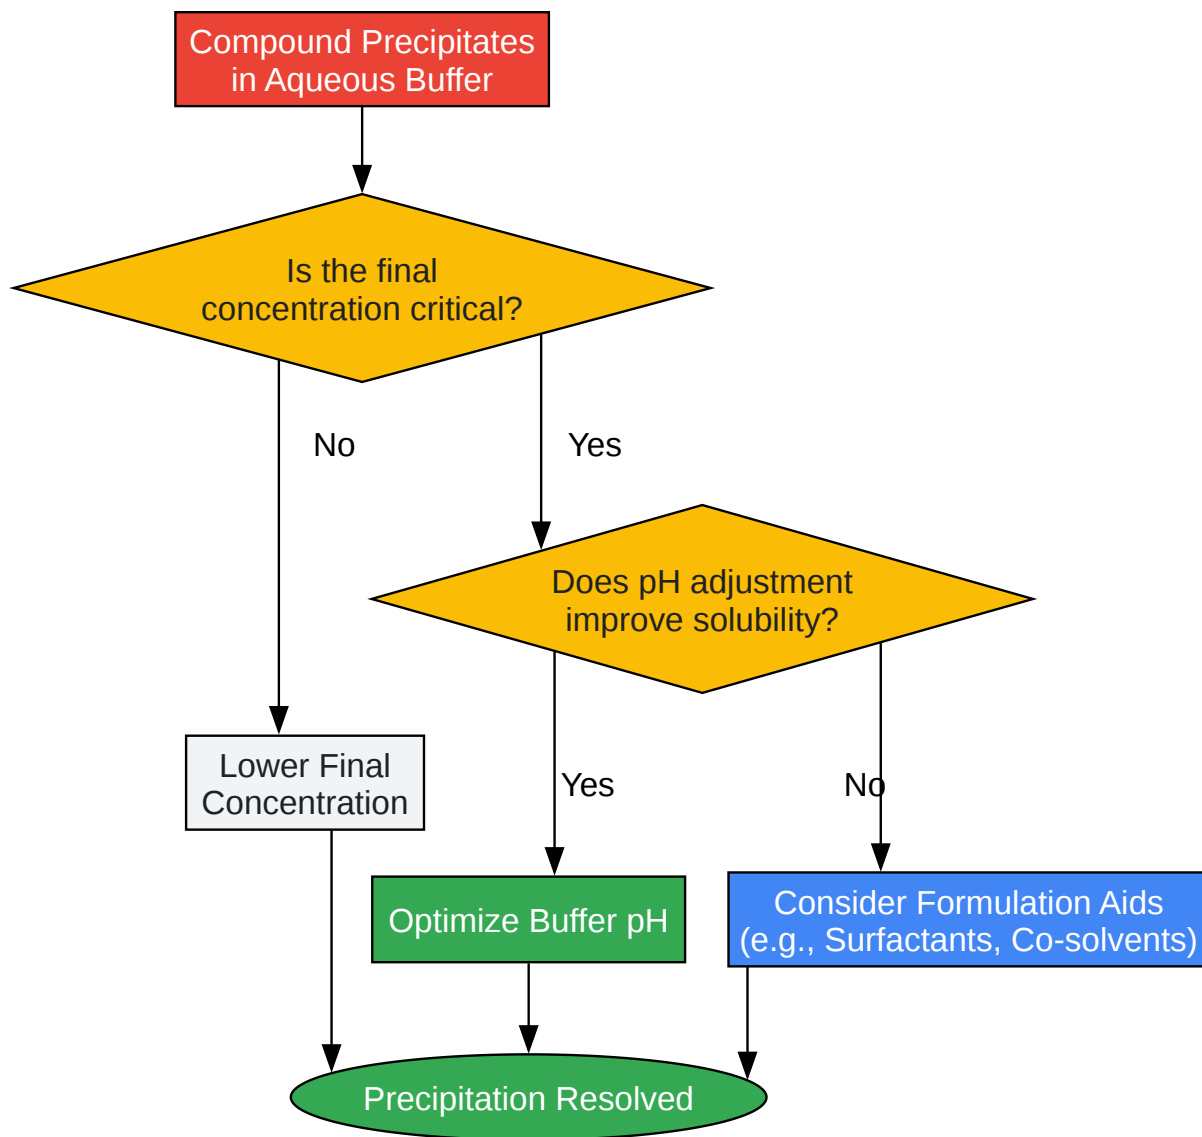 Compound Precipitates
in Aqueous Buffer
Is the final
concentration critical?
No
Yes
Does pH adjustment
improve solubility?
Lower Final
Concentration
Yes
No
Optimize Buffer pH
Consider Formulation Aids
(e.g., Surfactants, Co-solvents)
Precipitation Resolved